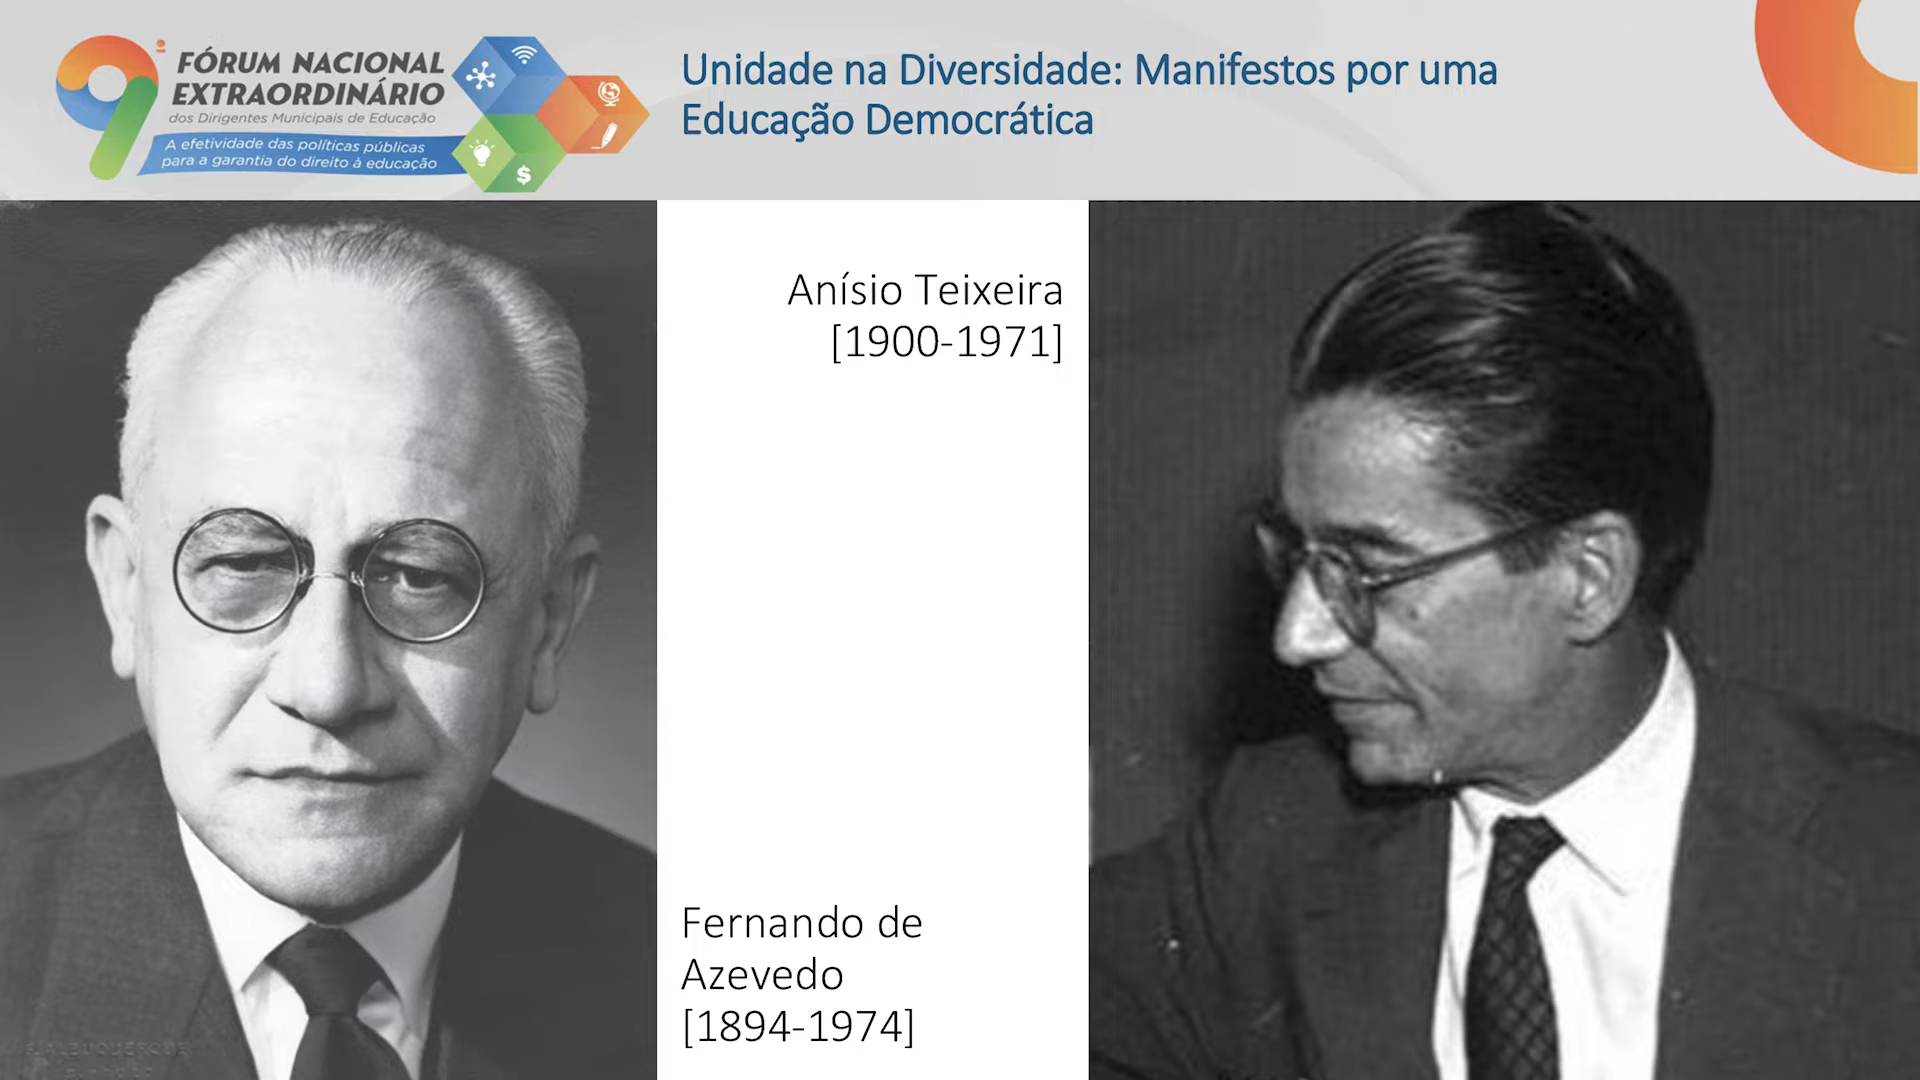 9º
FÓRUM NACIONAL
EXTRAORDINÁRIO
dos Dirigentes Municipais de Educação
A efetividade das políticas públicas
para a garantia do direito à educação
$
Unidade na Diversidade: Manifestos por uma
Educação Democrática
Anísio Teixeira
[1900-1971]
Fernando de
Azevedo
[1894-1974]